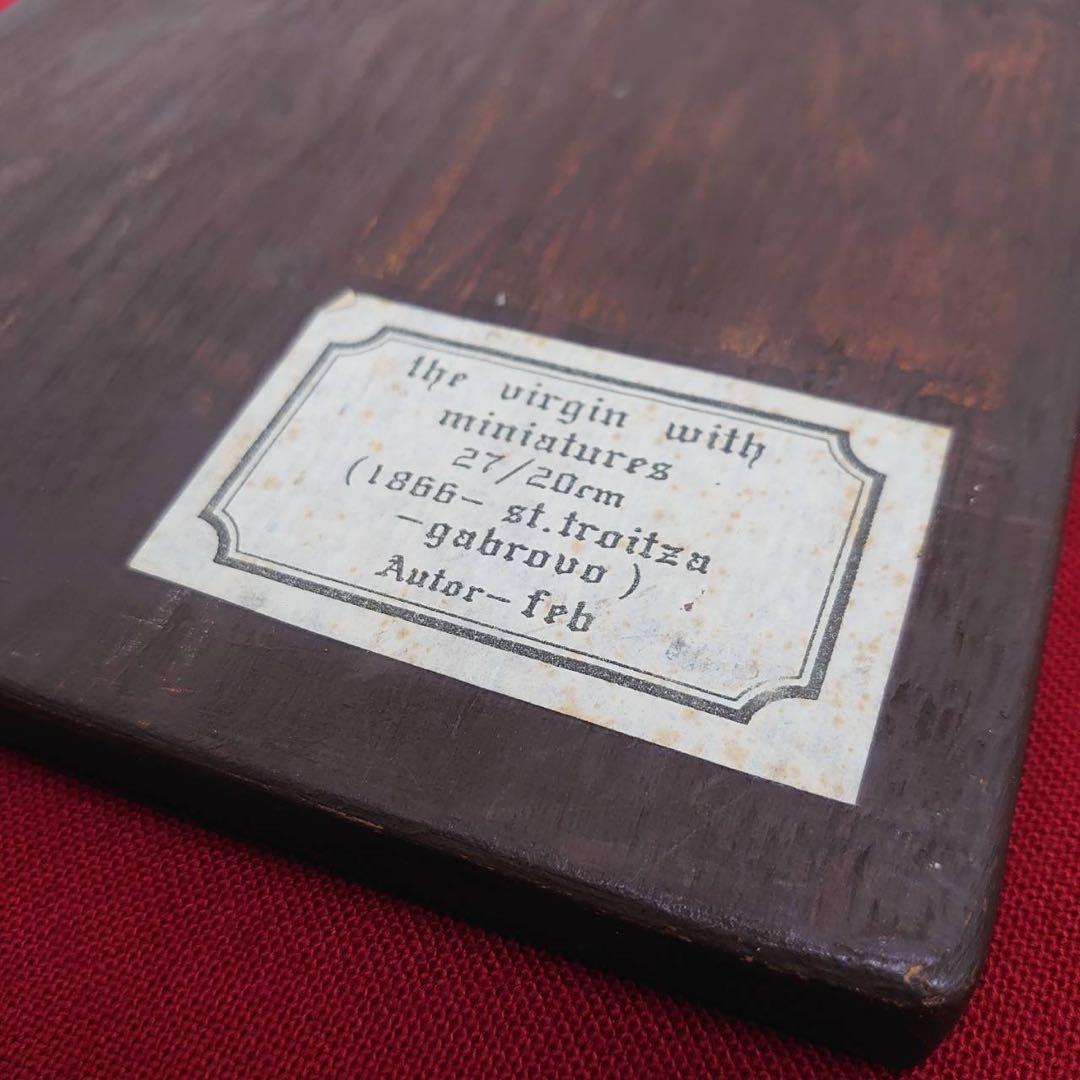 the virgin with
miniatures
27/20cm
(1866- st.troitza
-gabrovo)
Autor-feb